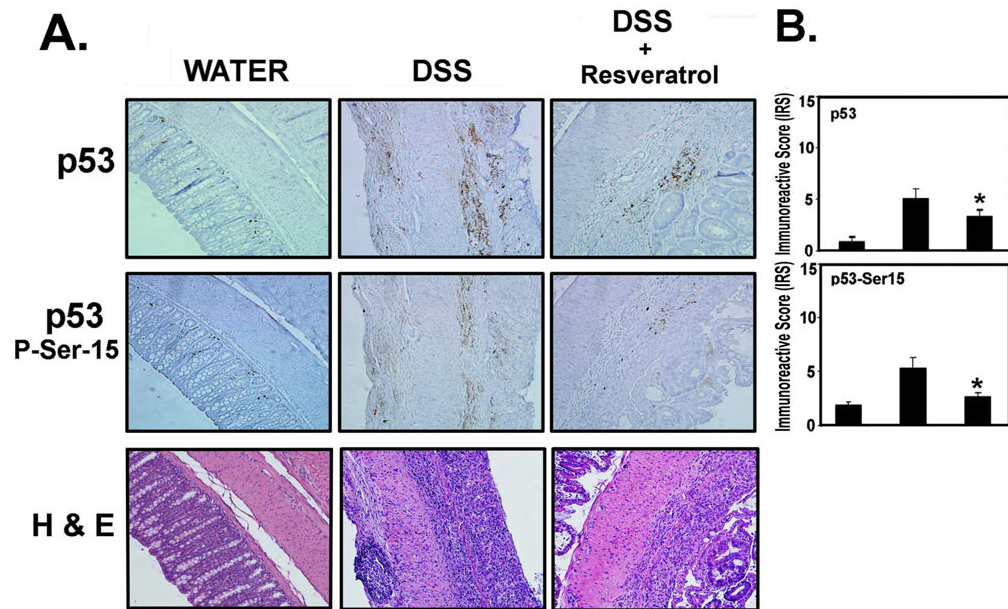 A.
WATER
DSS
DSS
+
Resveratrol
p53
p53
P-Ser-15
H & E
B.
Immunoreactive Score (IRS)
15
10
5
0
p53
*
Immunoreactive Score (IRS)
15
10
5
0
p53-Ser15
*